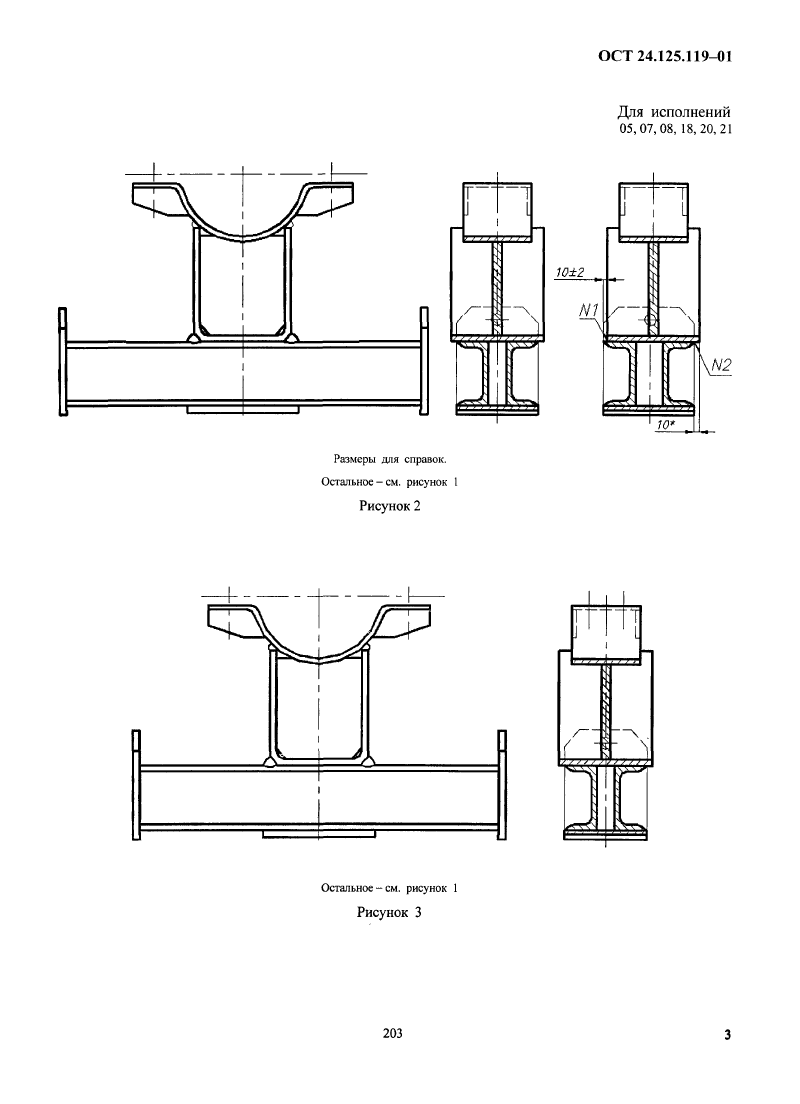 ОСТ 24.125.119–01
Для исполнений
05, 07, 08, 18, 20, 21
10±2
N1
N2
10*
Размеры для справок.
Остальное – см. рисунок 1
Рисунок 2
Остальное – см. рисунок 1
Рисунок 3
203
3